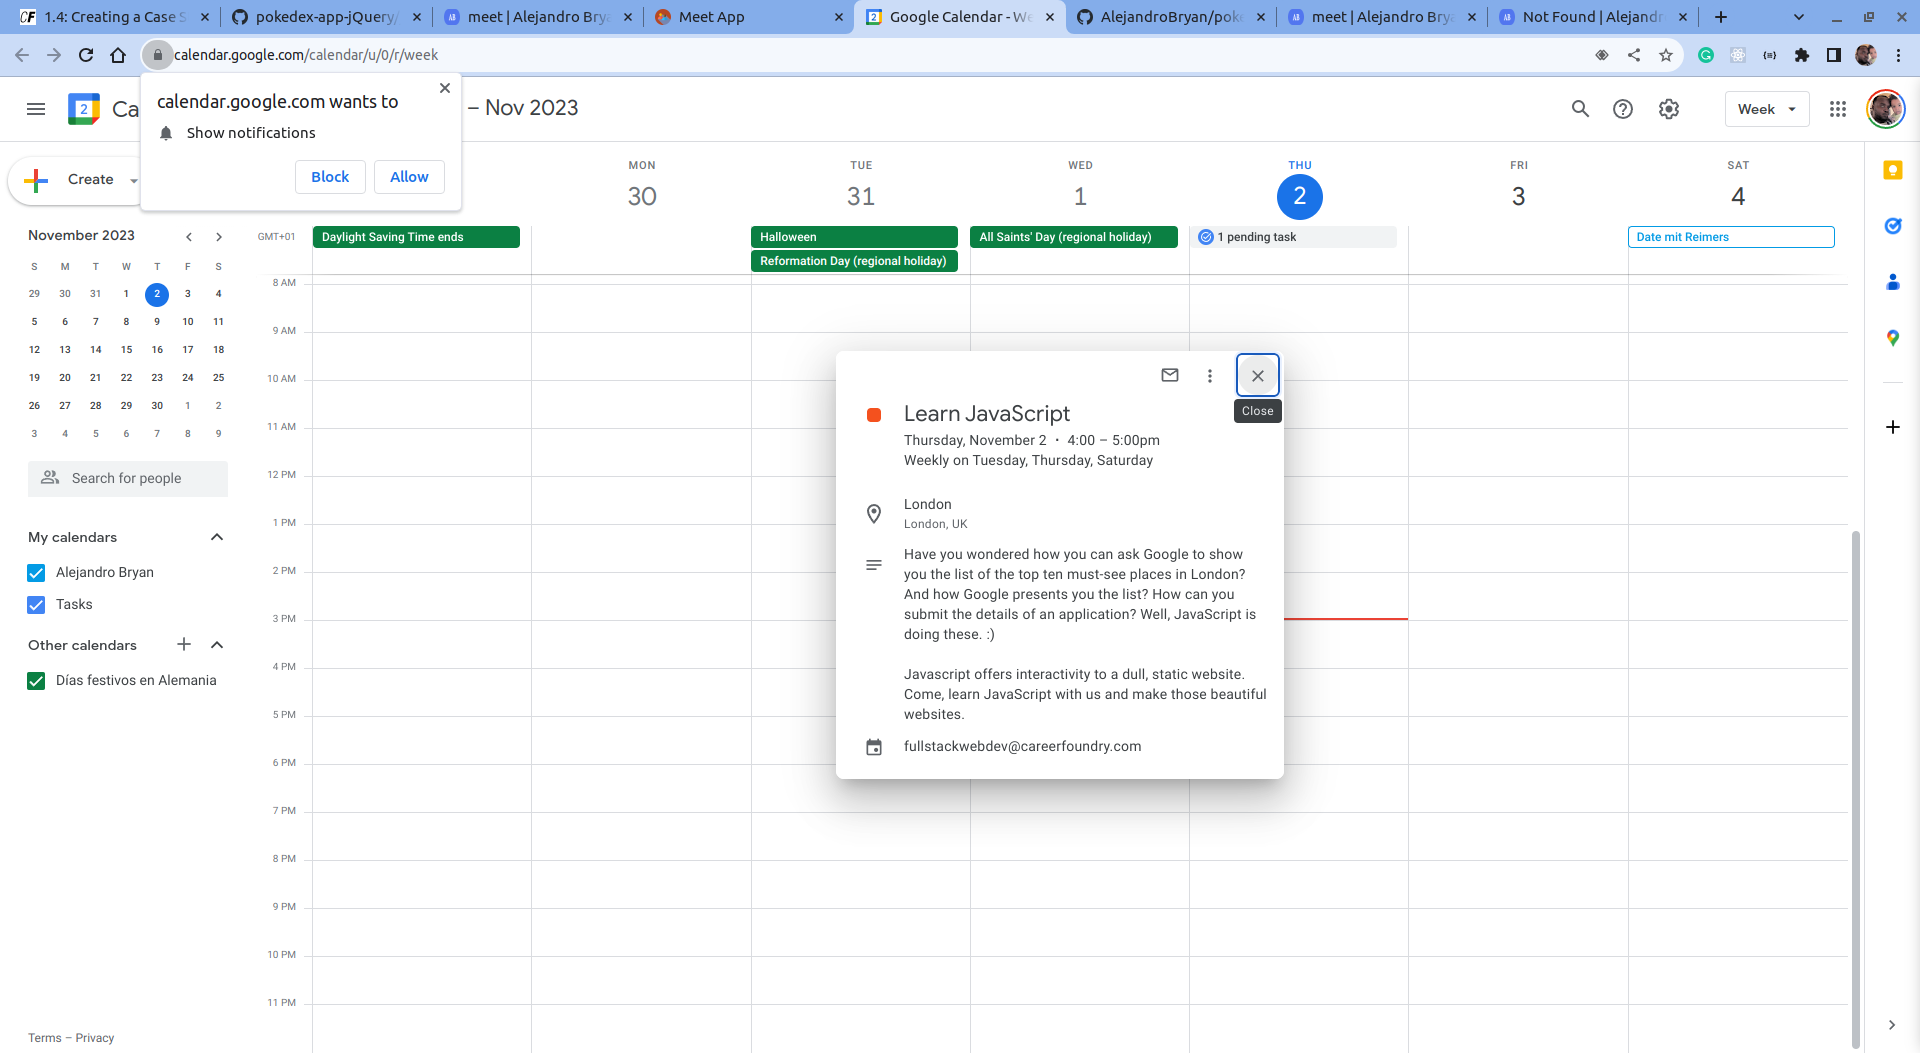 1.4: Creating a Case S
pokedex-app-jQuery/
meet | Alejandro Brya
Meet App
Google Calendar - We
AlejandroBryan/poke
meet | Alejandro Brya
Not Found | Alejandr
calendar.google.com/calendar/u/0/r/week
calendar.google.com wants to
Show notifications
Block
Allow
2
Ca
– Nov 2023
Week
Create
SUN
MON
TUE
WED
THU
FRI
SAT
30
31
1
2
3
4
GMT+01
Daylight Saving Time ends
Halloween
Reformation Day (regional holiday)
All Saints' Day (regional holiday)
1 pending task
Date mit Reimers
November 2023
S M T W T F S
29 30 31 1 2 3 4
5 6 7 8 9 10 11
12 13 14 15 16 17 18
19 20 21 22 23 24 25
26 27 28 29 30 1 2
3 4 5 6 7 8 9
Search for people
My calendars
Alejandro Bryan
Tasks
Other calendars
Días festivos en Alemania
Terms – Privacy
8 AM
9 AM
10 AM
11 AM
12 PM
1 PM
2 PM
3 PM
4 PM
5 PM
6 PM
7 PM
8 PM
9 PM
10 PM
11 PM
Close
Learn JavaScript
Thursday, November 2 · 4:00 – 5:00pm
Weekly on Tuesday, Thursday, Saturday
London
London, UK
Have you wondered how you can ask Google to show
you the list of the top ten must-see places in London?
And how Google presents you the list? How can you
submit the details of an application? Well, JavaScript is
doing these. :)
Javascript offers interactivity to a dull, static website.
Come, learn JavaScript with us and make those beautiful
websites.
fullstackwebdev@careerfoundry.com